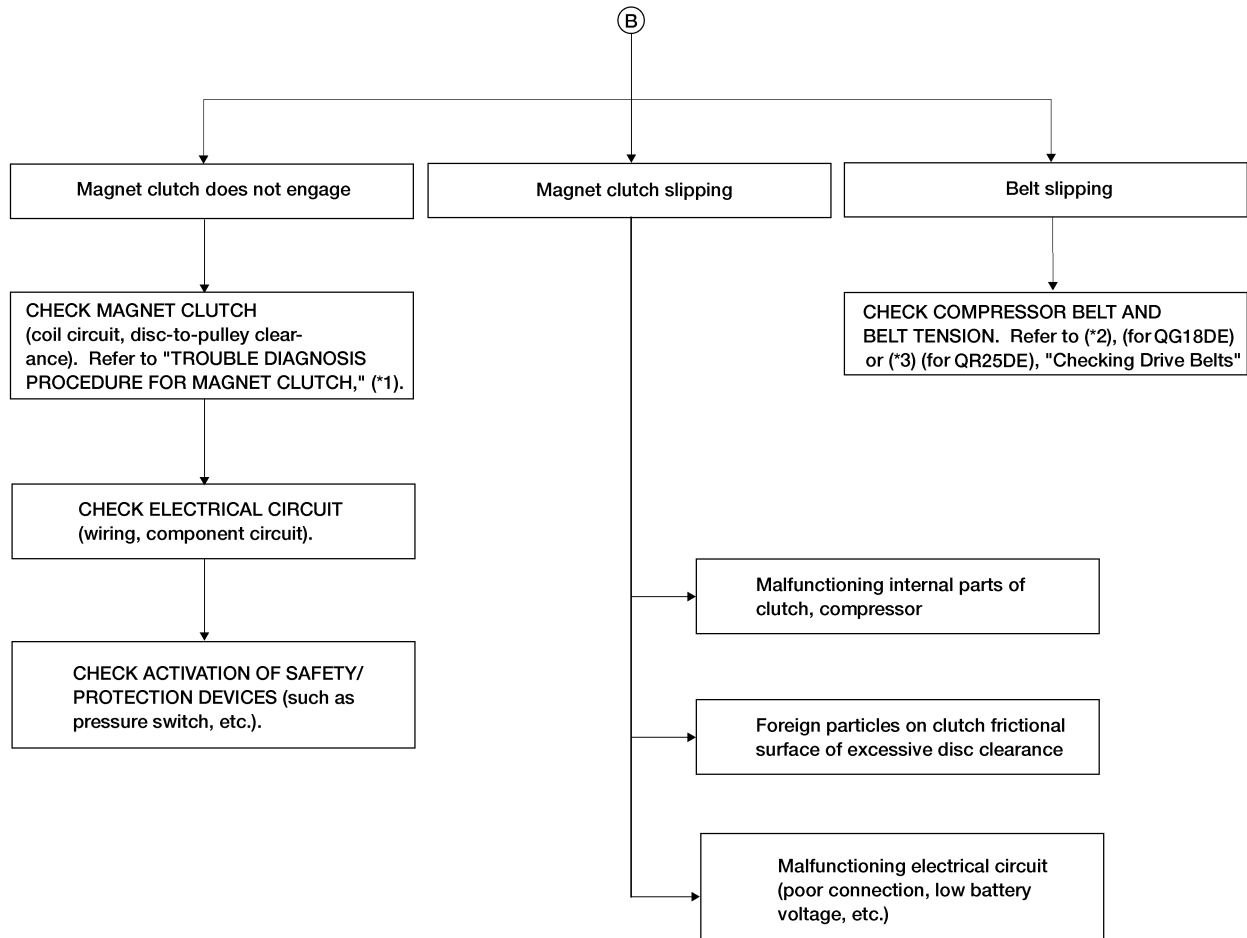 B
Magnet clutch does not engage
Magnet clutch slipping
Belt slipping
CHECK MAGNET CLUTCH
(coil circuit, disc-to-pulley clear-
ance). Refer to "TROUBLE DIAGNOSIS
PROCEDURE FOR MAGNET CLUTCH," (*1).
CHECK COMPRESSOR BELT AND
BELT TENSION. Refer to (*2), (for QG18DE)
or (*3) (for QR25DE), "Checking Drive Belts"
CHECK ELECTRICAL CIRCUIT
(wiring, component circuit).
CHECK ACTIVATION OF SAFETY/
PROTECTION DEVICES (such as
pressure switch, etc.).
Malfunctioning internal parts of
clutch, compressor
Foreign particles on clutch frictional
surface of excessive disc clearance
Malfunctioning electrical circuit
(poor connection, low battery
voltage, etc.)